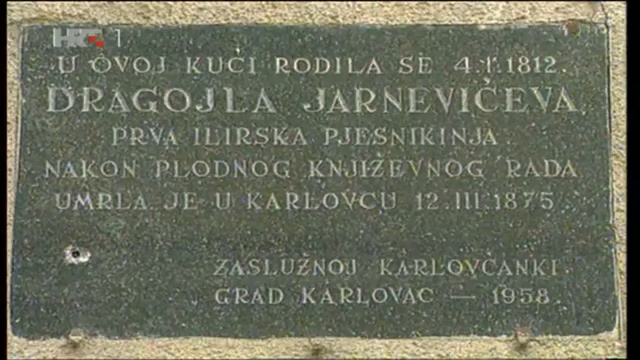 HRT 1
U OVOJ KUĆI RODILA SE 4.I.1812.
DRAGOJLA JARNEVIĆEVA
PRVA ILIRSKA PJESNIKINJA
NAKON PLODNOG KNJIŽEVNOG RADA
UMRLA JE U KARLOVCU 12.III.1875
ZASLUŽNOJ KARLOVČANKI
GRAD KARLOVAC — 1958.